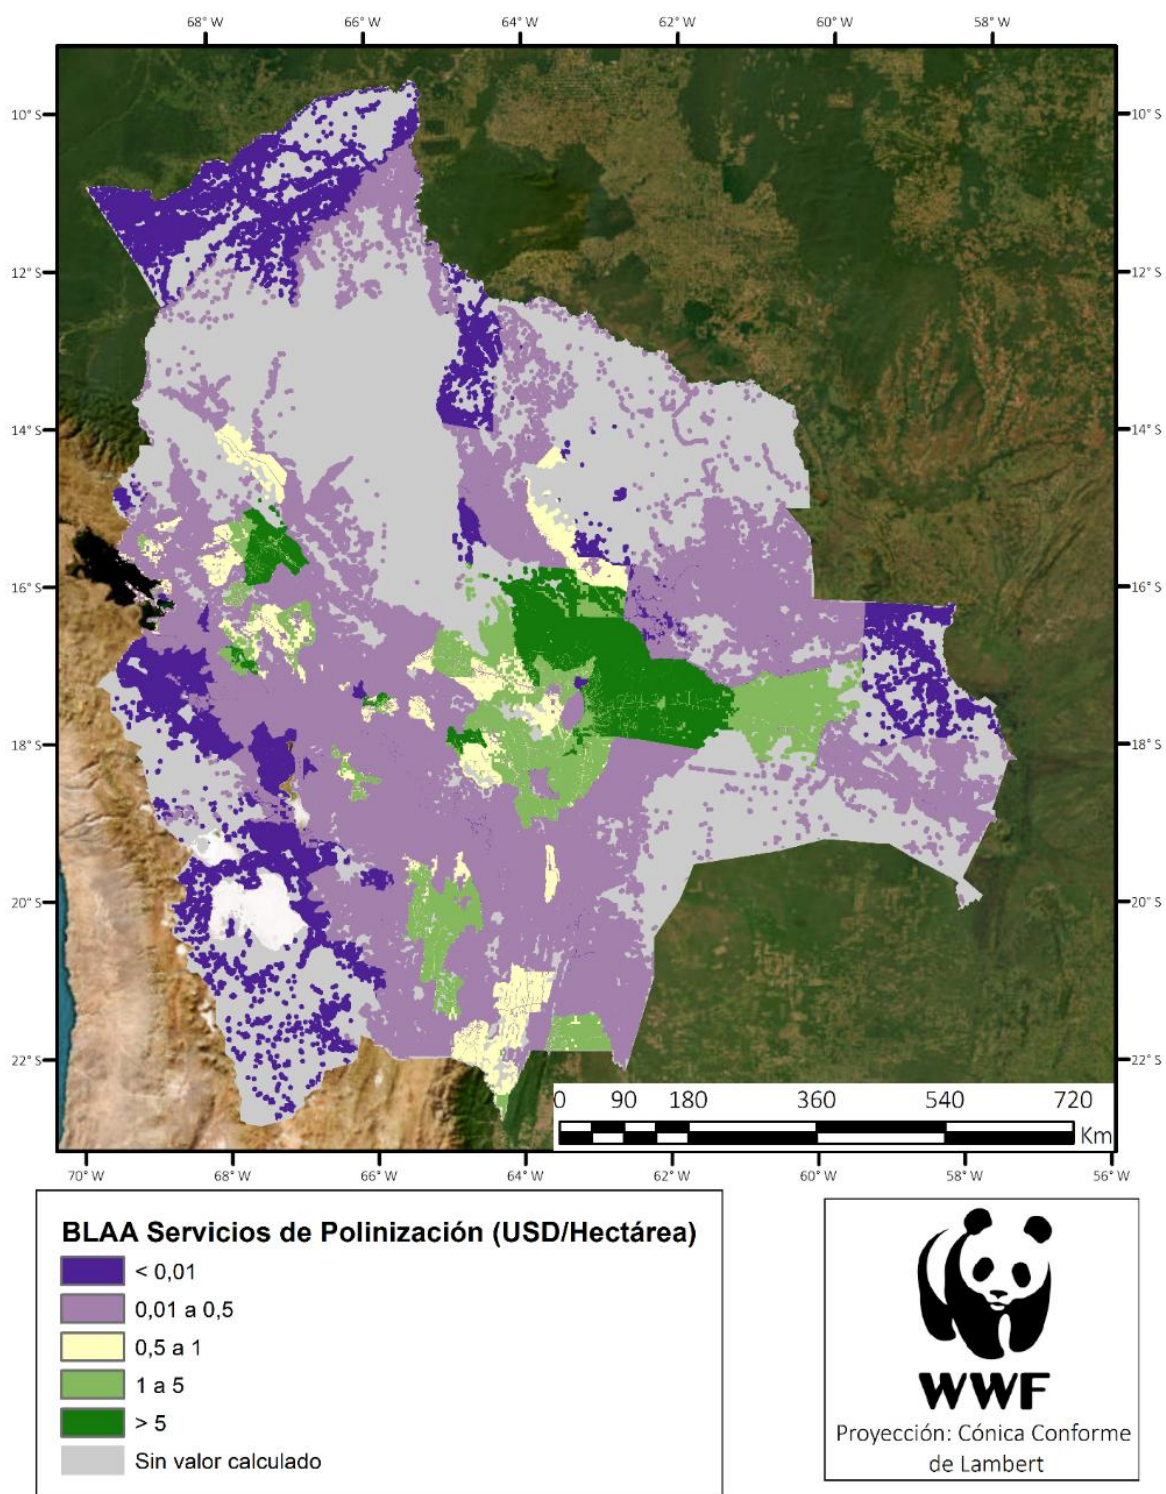 68° W 66° W 64° W 62° W 60° W 58° W
10° S 10° S
12° S 12° S
14° S 14° S
16° S 16° S
18° S 18° S
20° S 20° S
22° S 22° S
0 90 180 360 540 720
Km
70° W 68° W 66° W 64° W 62° W 60° W 58° W 56° W
BLAA Servicios de Polinización (USD/Hectárea)
< 0,01
0,01 a 0,5
0,5 a 1
1 a 5
> 5
Sin valor calculado
WWF
Proyección: Cónica Conforme
de Lambert